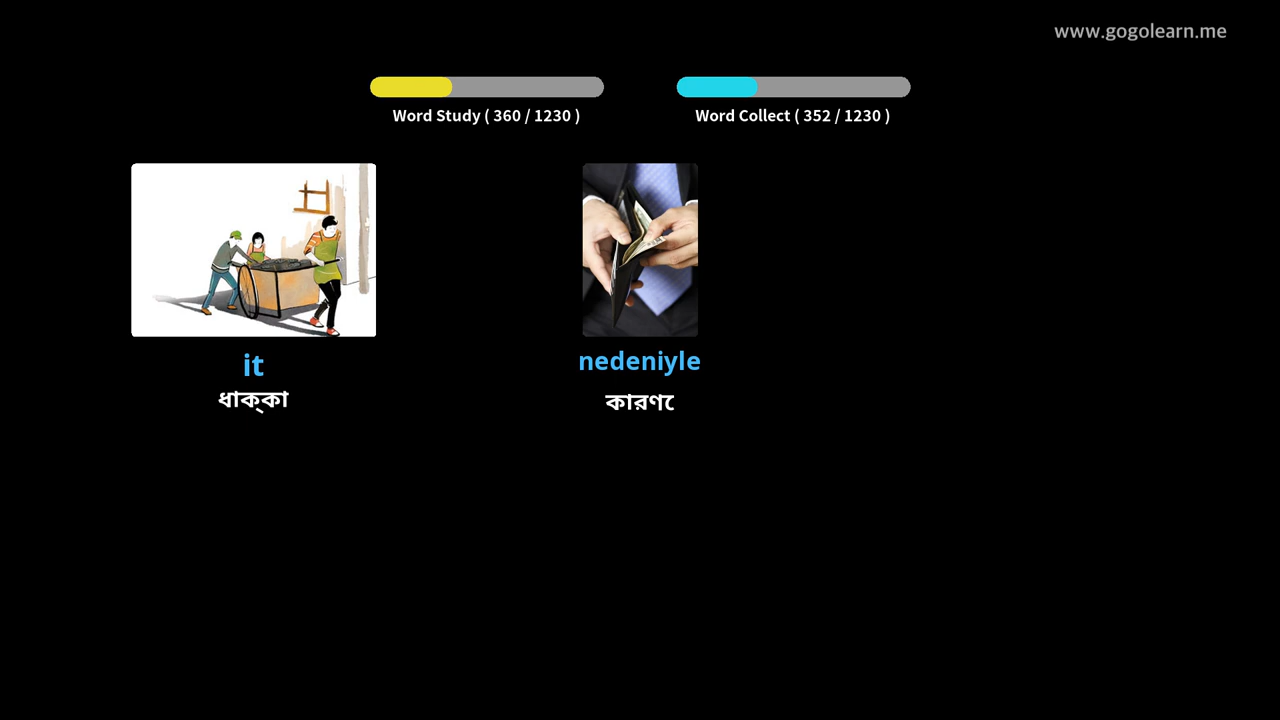 www.gogolearn.me
Word Study ( 360 / 1230 )
Word Collect ( 352 / 1230 )
it
ধাক্কা
nedeniyle
কারণে